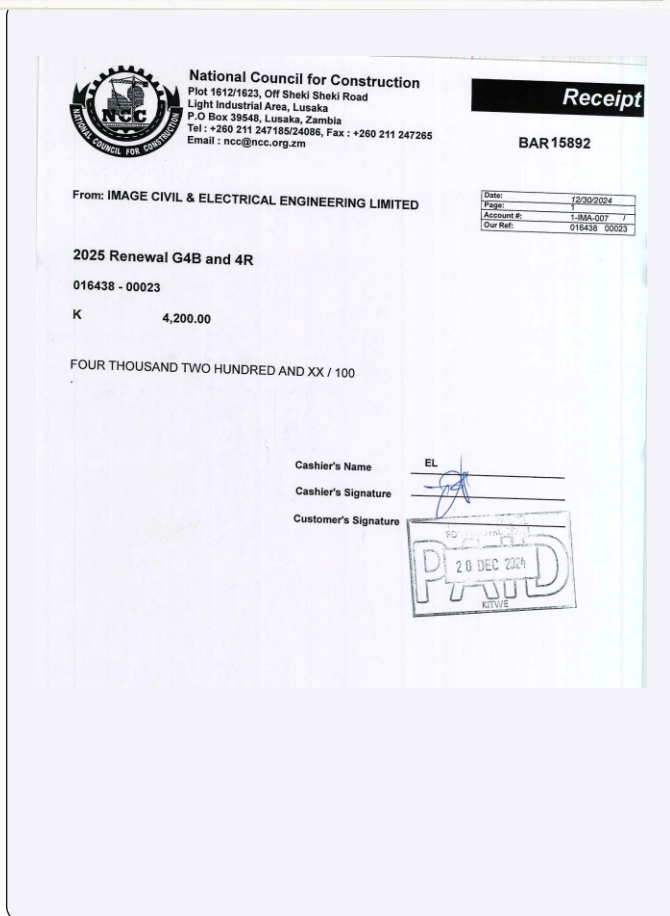 National Council for Construction
Plot 1612/1623, Off Sheki Sheki Road
Light Industrial Area, Lusaka
P.O Box 39548, Lusaka, Zambia
Tel : +260 211 247185/24086, Fax : +260 211 247265
Email : ncc@ncc.org.zm
NCC
NATIONAL COUNCIL FOR CONSTRUCTION
Receipt
BAR 15892
From: IMAGE CIVIL & ELECTRICAL ENGINEERING LIMITED
Date: 12/30/2024
Page: 1
Account #: 1-IMA-007 /
Our Ref: 016438 00023
2025 Renewal G4B and 4R
016438 - 00023
K 4,200.00
FOUR THOUSAND TWO HUNDRED AND XX / 100
Cashier's Name EL
Cashier's Signature
Customer's Signature
PAID
20 DEC 2024
KITWE